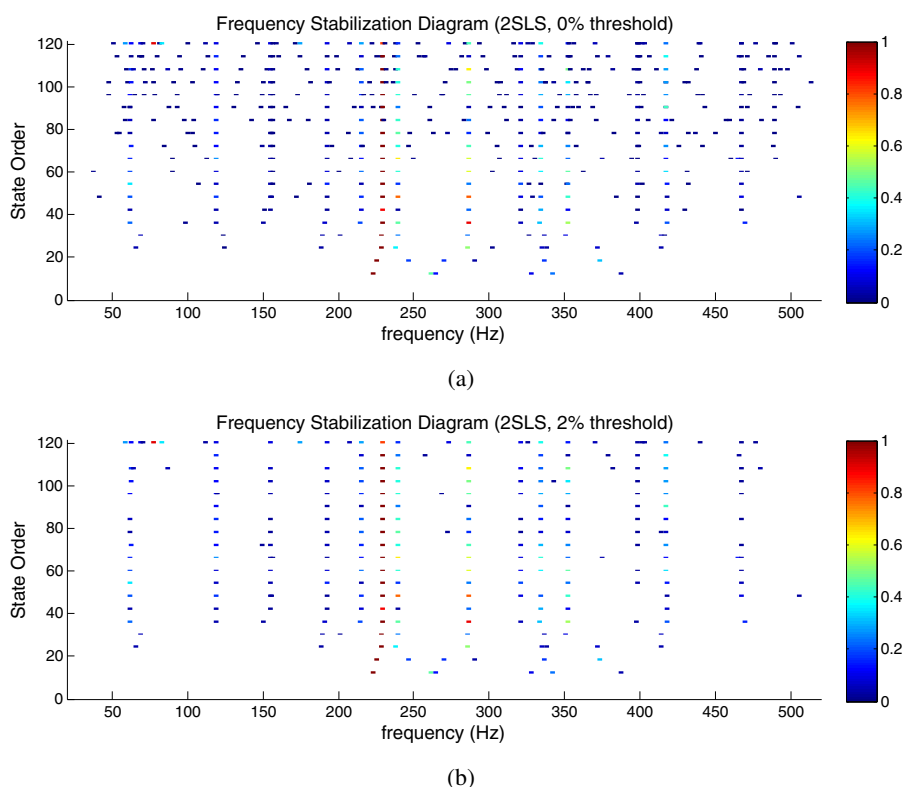 Frequency Stabilization Diagram (2SLS, 0% threshold)
120
100
80
60
40
20
0
State Order
50 100 150 200 250 300 350 400 450 500
frequency (Hz)
1
0.8
0.6
0.4
0.2
0
(a)
Frequency Stabilization Diagram (2SLS, 2% threshold)
120
100
80
60
40
20
0
State Order
50 100 150 200 250 300 350 400 450 500
frequency (Hz)
1
0.8
0.6
0.4
0.2
0
(b)